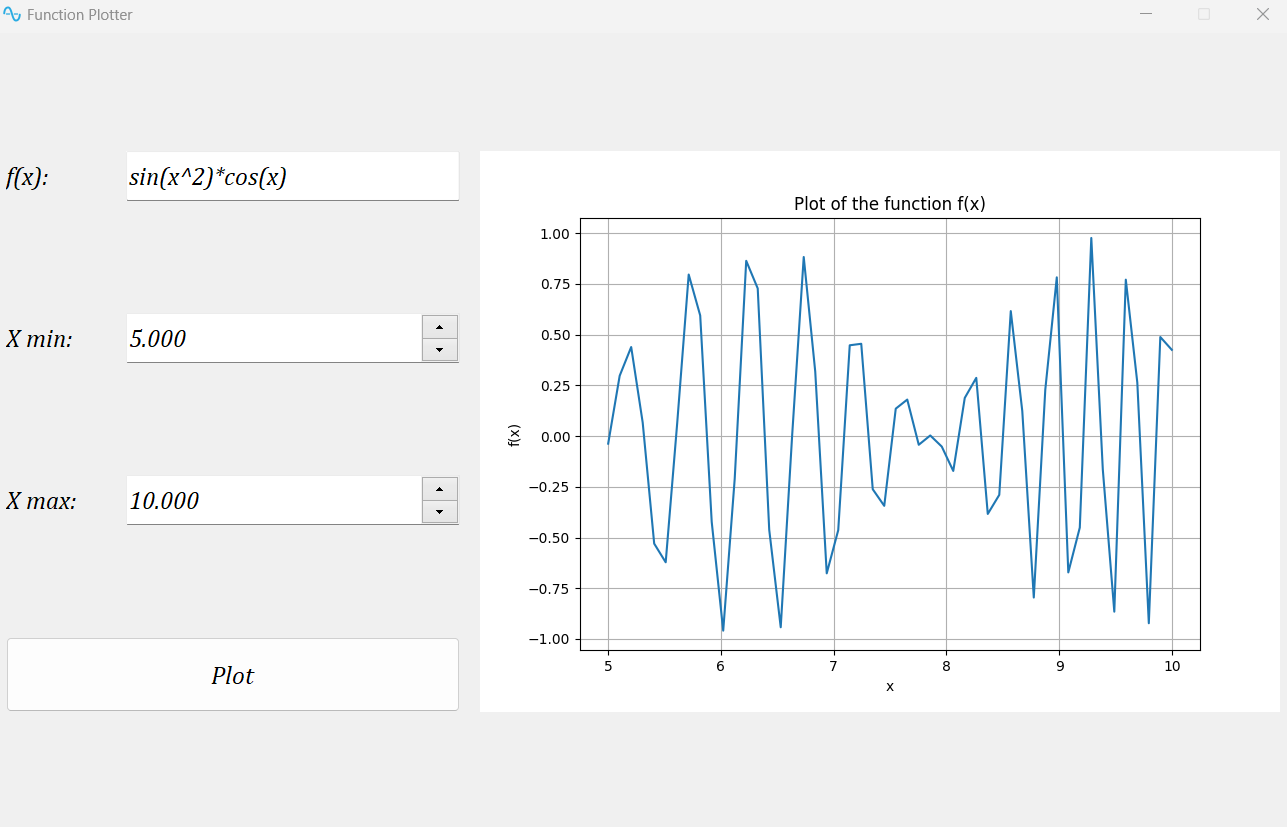 Function Plotter
f(x):
sin(x^2)*cos(x)
X min:
5.000
X max:
10.000
Plot
Plot of the function f(x)
1.00
0.75
0.50
0.25
0.00
−0.25
−0.50
−0.75
−1.00
f(x)
5 6 7 8 9 10
x